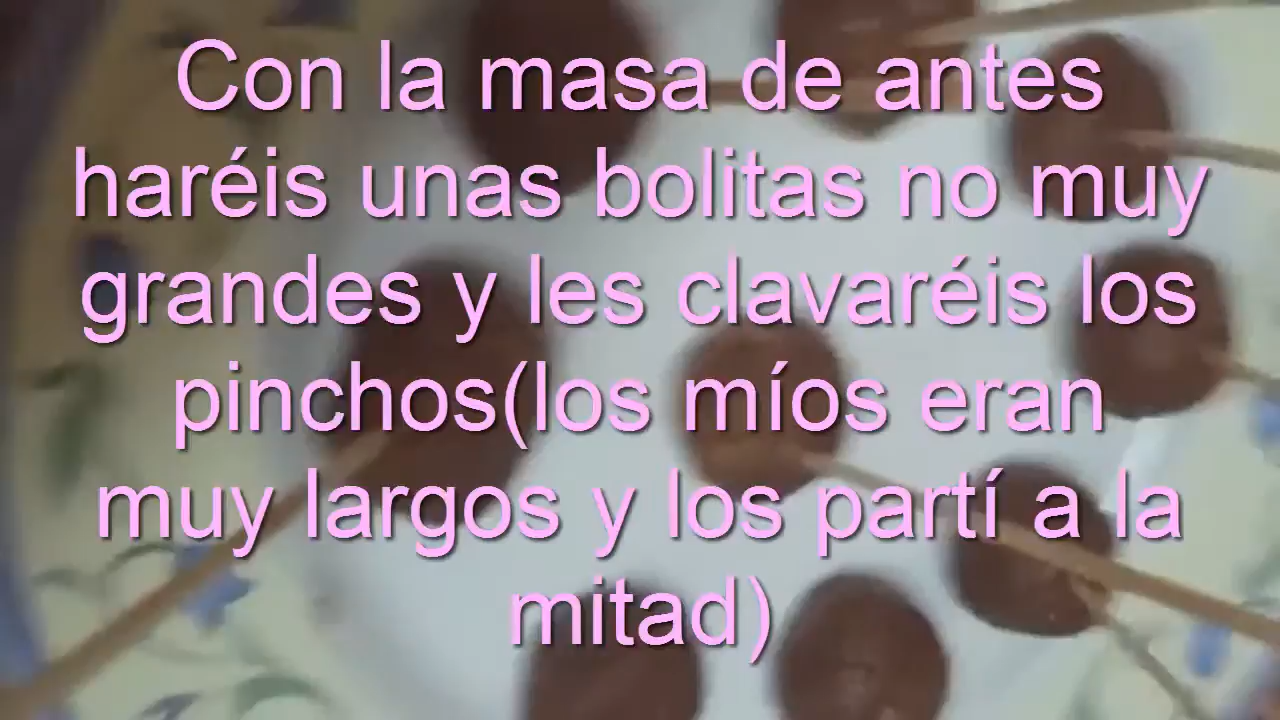 Con la masa de antes
haréis unas bolitas no muy
grandes y les clavaréis los
pinchos(los míos eran
muy largos y los partí a la
mitad)